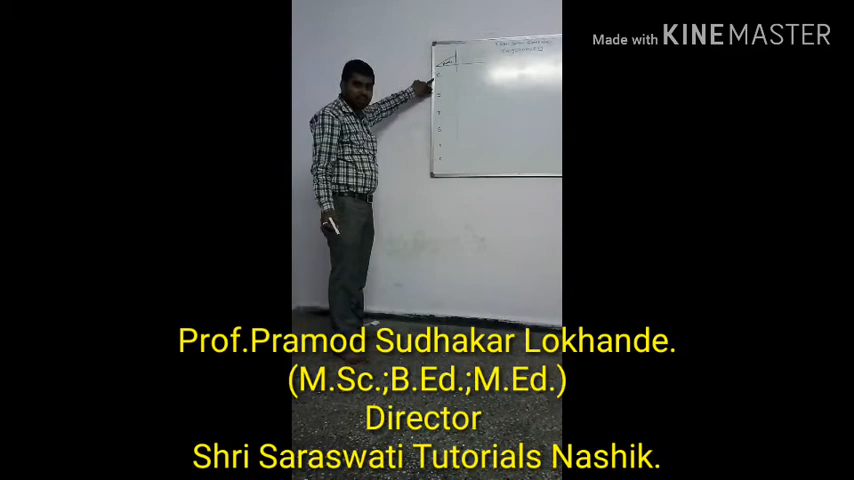 Made with KINEMASTER
Prof.Pramod Sudhakar Lokhande.
(M.Sc.;B.Ed.;M.Ed.)
Director
Shri Saraswati Tutorials Nashik.